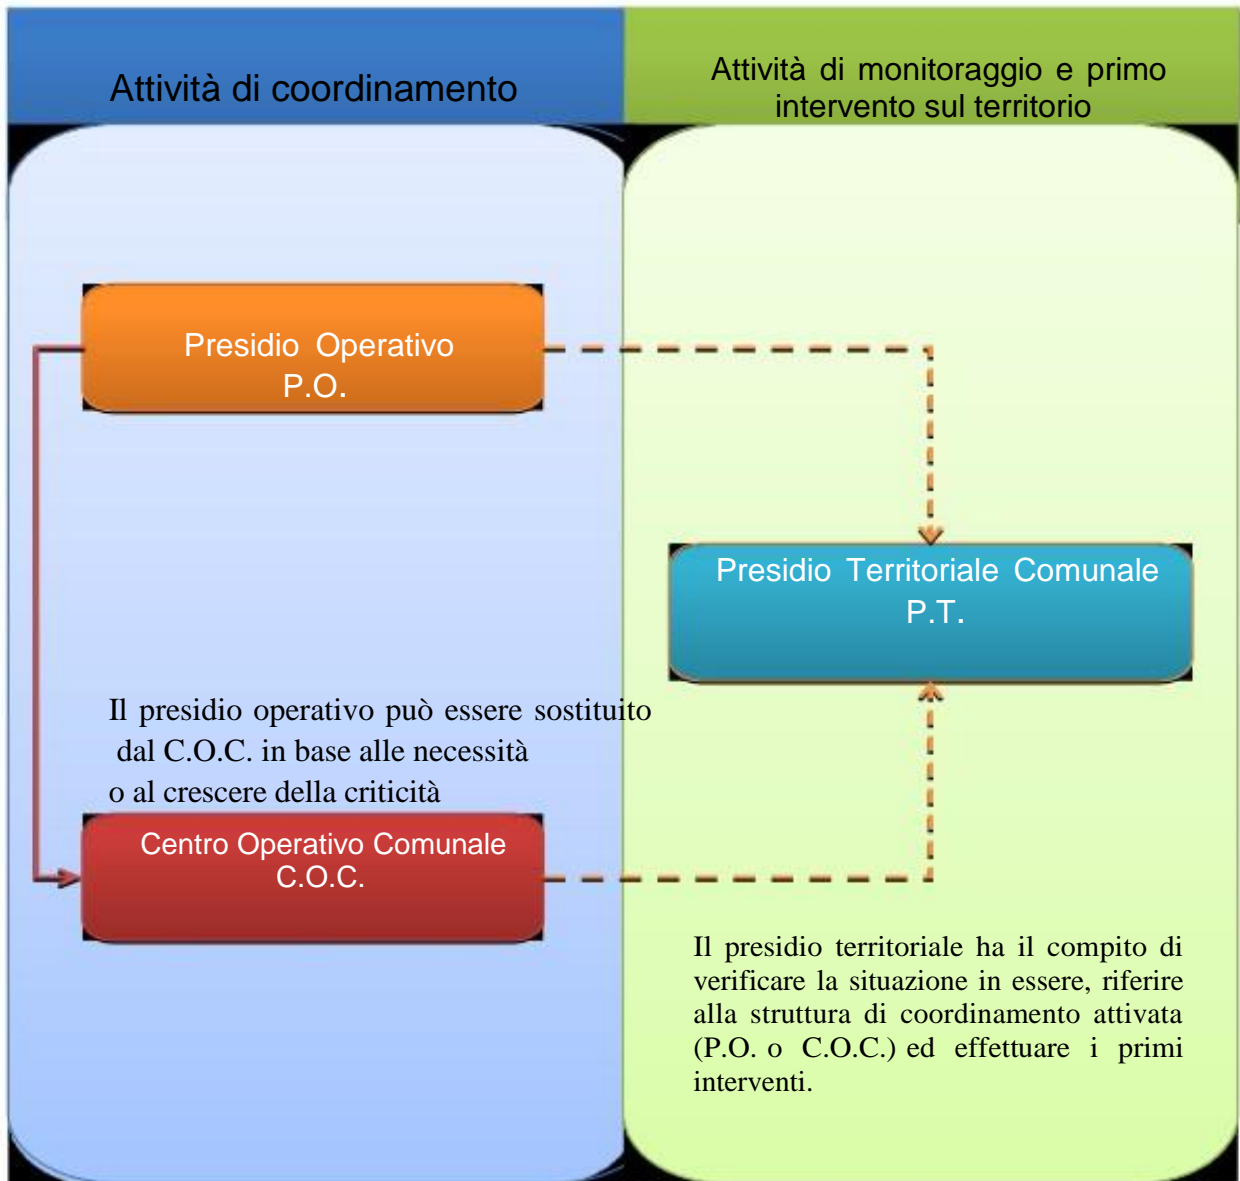 Attività di coordinamento
Attività di monitoraggio e primo
intervento sul territorio
Presidio Operativo
P.O.
Presidio Territoriale Comunale
P.T.
Il presidio operativo può essere sostituito
dal C.O.C. in base alle necessità
o al crescere della criticità
Centro Operativo Comunale
C.O.C.
Il presidio territoriale ha il compito di
verificare la situazione in essere, riferire
alla struttura di coordinamento attivata
(P.O. o C.O.C.) ed effettuare i primi
interventi.